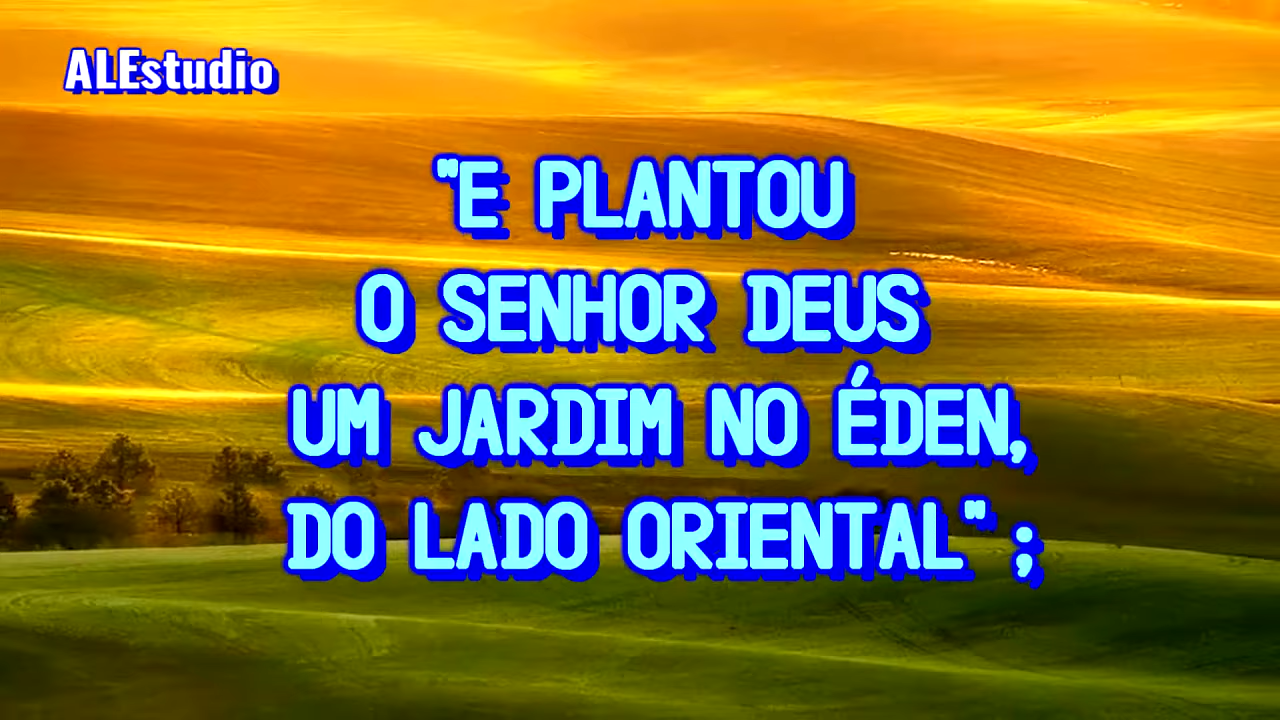 ALEstudio
"E PLANTOU
O SENHOR DEUS
UM JARDIM NO ÉDEN,
DO LADO ORIENTAL" ;